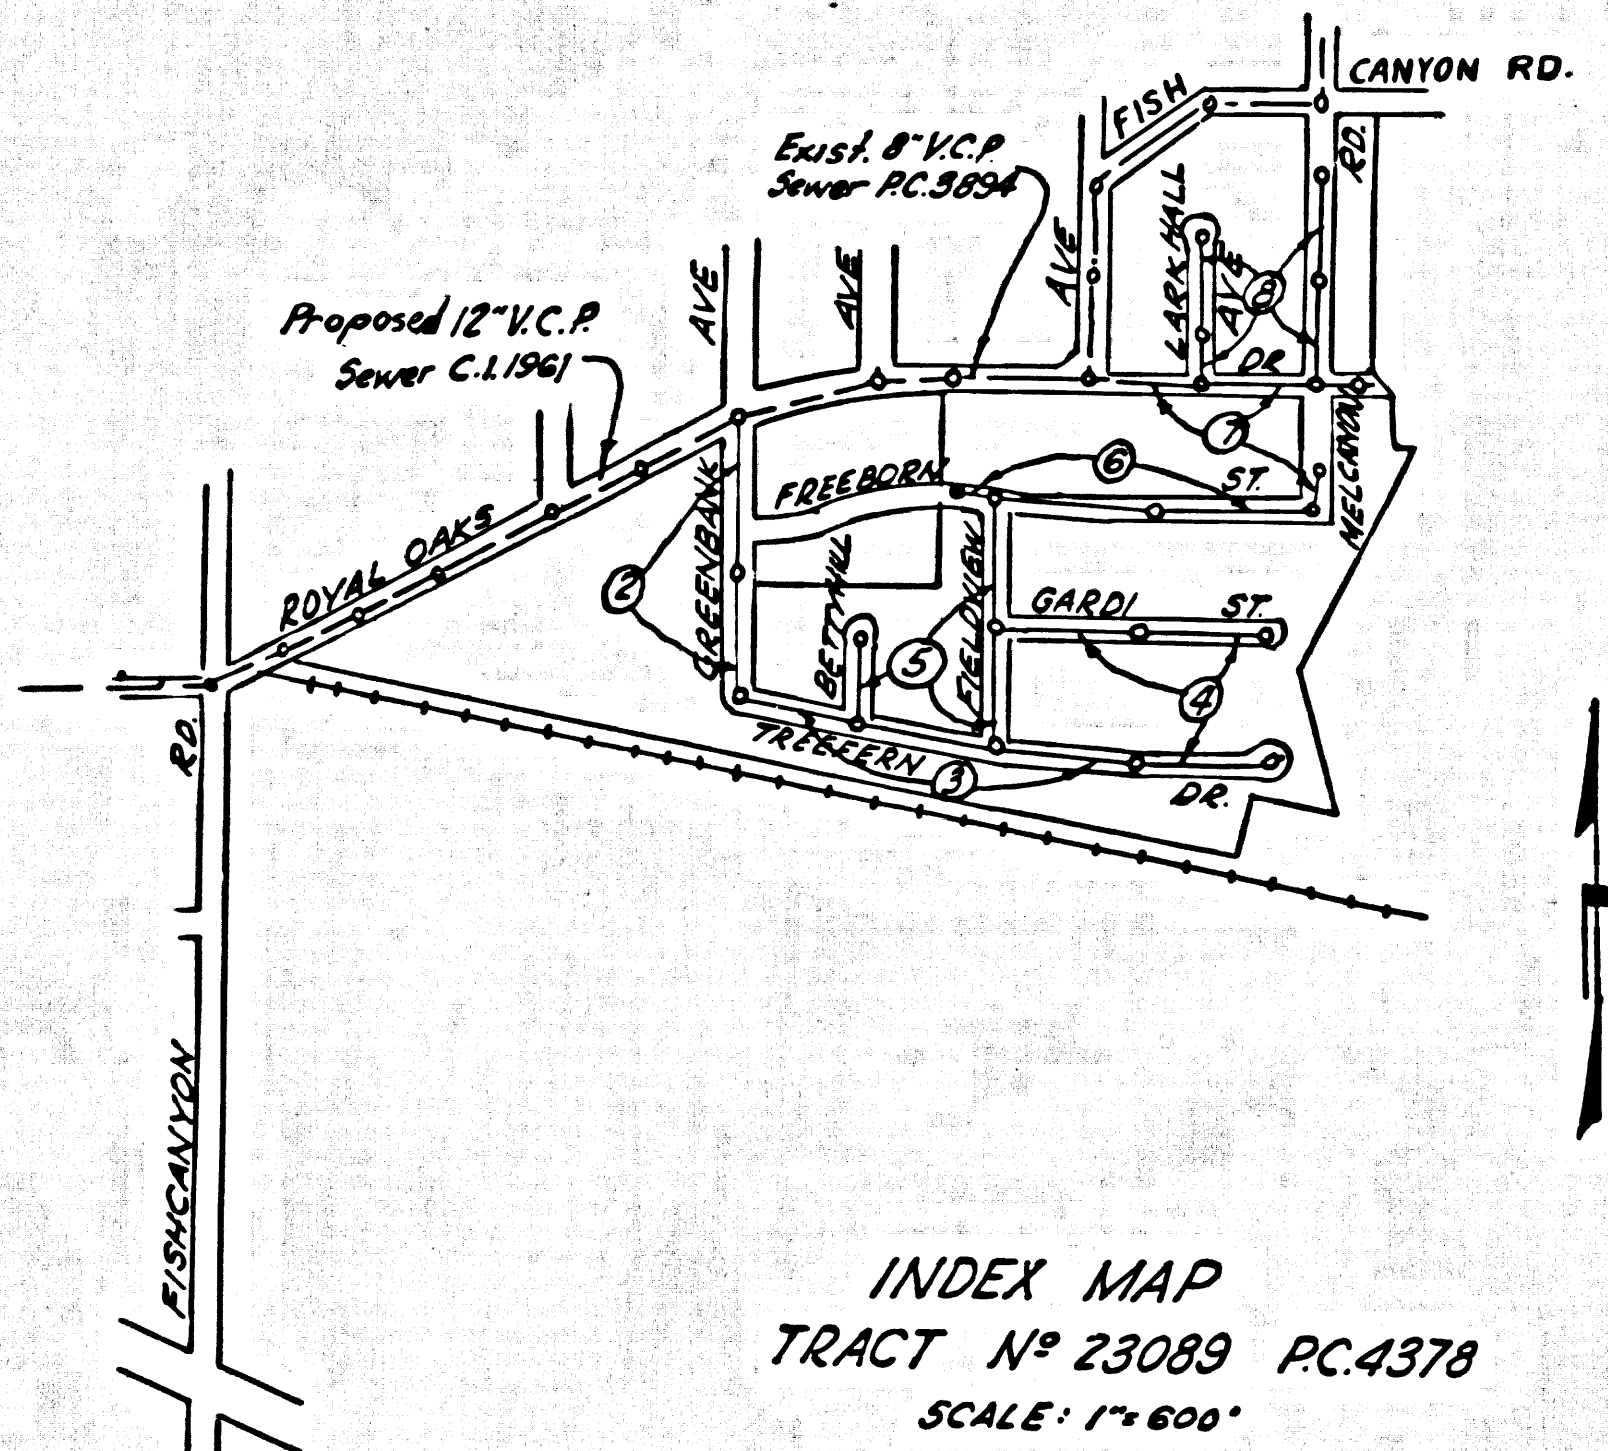 CANYON RD.
FISH
Exist. 8" V.C.P.
Sewer P.C. 3894
RD.
LARKHALL
AVE
AVE
AVE
AVE
Proposed 12" V.C.P.
Sewer C.I. 1961
8
DR
7
6
ST.
FREEBORN
MELCANYON
ROYAL OAKS
GREENBANK
2
BETTYHILL
FIELDVIEW
GARDI ST.
5
4
TREEFERN
3
DR.
RD.
FISHCANYON
INDEX MAP
TRACT Nº 23089 P.C. 4378
SCALE: 1"= 600'